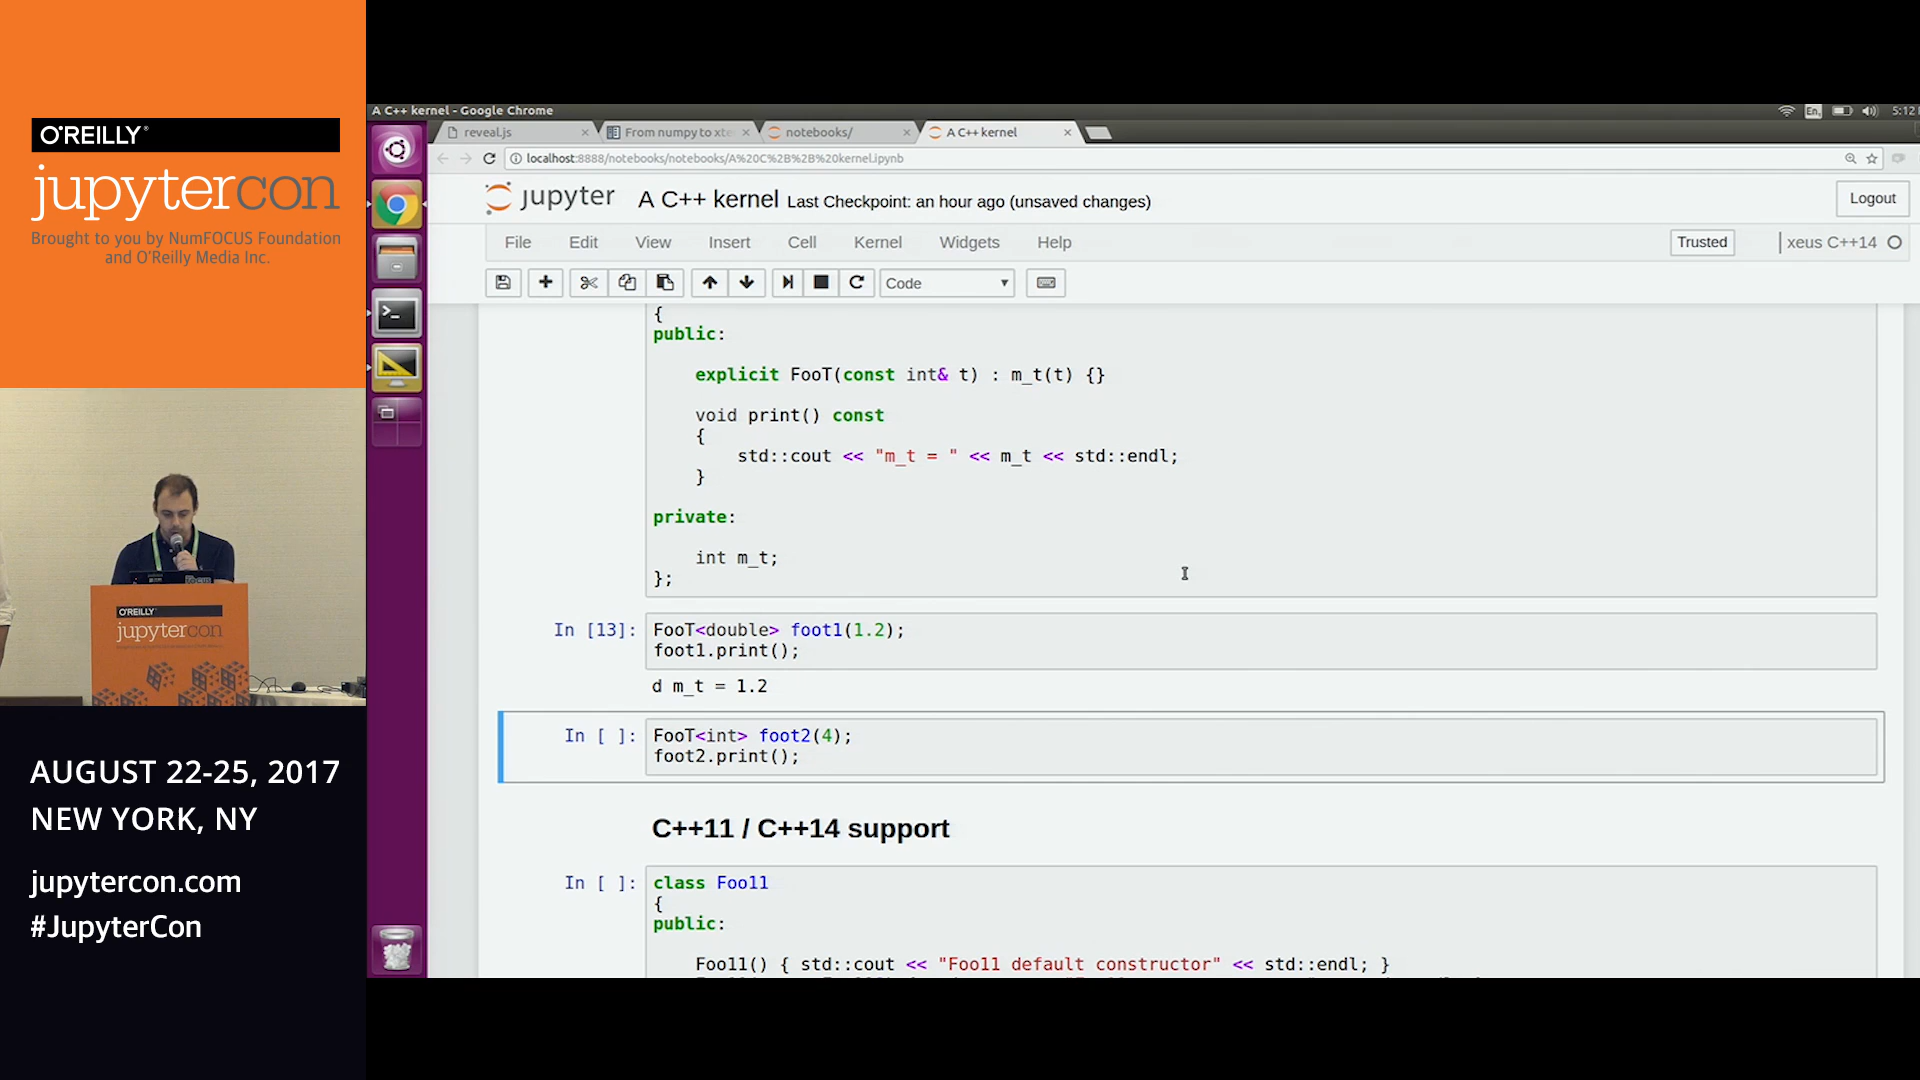 O'REILLY®
jupytercon
Brought to you by NumFOCUS Foundation
and O'Reilly Media Inc.
O'REILLY
jupytercon
AUGUST 22-25, 2017
NEW YORK, NY
jupytercon.com
#JupyterCon
A C++ kernel - Google Chrome
En
5:12
reveal.js
From numpy to xte
notebooks/
A C++ kernel
localhost:8888/notebooks/notebooks/A%20C%2B%2B%20kernel.ipynb
jupyter
A C++ kernel Last Checkpoint: an hour ago (unsaved changes)
Logout
File Edit View Insert Cell Kernel Widgets Help
Trusted
xeus C++14
Code
{
public:
explicit FooT(const int& t) : m_t(t) {}
void print() const
{
std::cout << "m_t = " << m_t << std::endl;
}
private:
int m_t;
};
In [13]: FooT<double> foot1(1.2);
foot1.print();
d m_t = 1.2
In [ ]: FooT<int> foot2(4);
foot2.print();
C++11 / C++14 support
In [ ]: class Foo11
{
public:
Foo11() { std::cout << "Foo11 default constructor" << std::endl; }